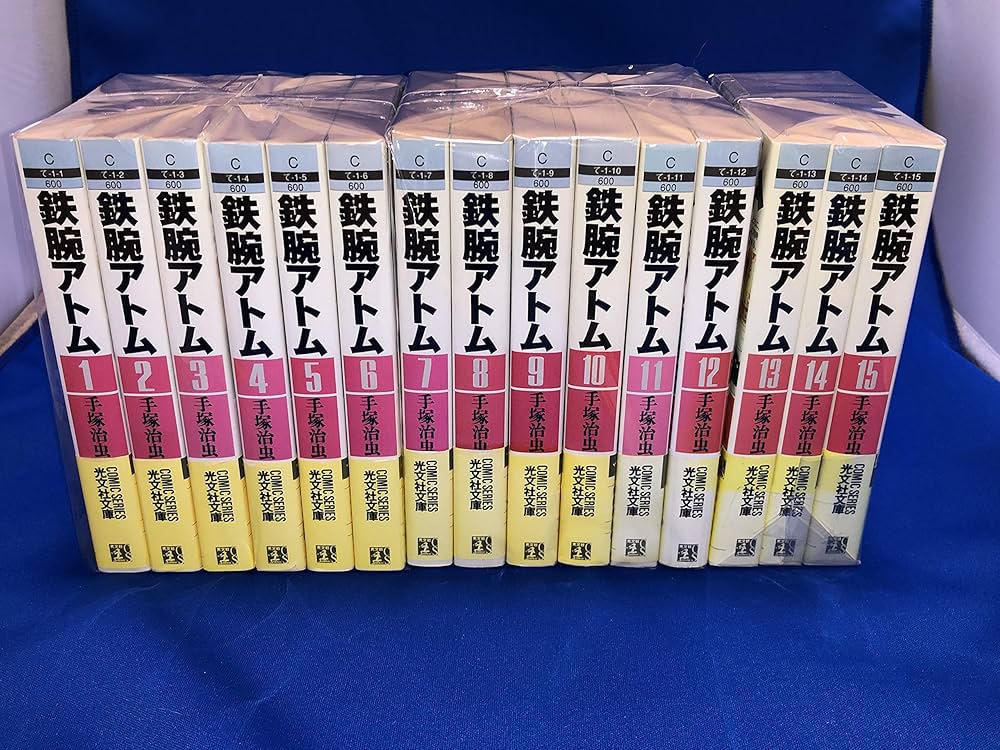 C
て-1-1
600
鉄腕アトム
1
手塚治虫
COMIC SERIES
光文社文庫
C
て-1-2
600
鉄腕アトム
2
手塚治虫
COMIC SERIES
光文社文庫
C
て-1-3
600
鉄腕アトム
3
手塚治虫
COMIC SERIES
光文社文庫
C
て-1-4
600
鉄腕アトム
4
手塚治虫
COMIC SERIES
光文社文庫
C
て-1-5
600
鉄腕アトム
5
手塚治虫
COMIC SERIES
光文社文庫
C
て-1-6
600
鉄腕アトム
6
手塚治虫
COMIC SERIES
光文社文庫
C
て-1-7
600
鉄腕アトム
7
手塚治虫
COMIC SERIES
光文社文庫
C
て-1-8
600
鉄腕アトム
8
手塚治虫
COMIC SERIES
光文社文庫
C
て-1-9
600
鉄腕アトム
9
手塚治虫
COMIC SERIES
光文社文庫
C
て-1-10
600
鉄腕アトム
10
手塚治虫
COMIC SERIES
光文社文庫
C
て-1-11
600
鉄腕アトム
11
手塚治虫
COMIC SERIES
光文社文庫
C
て-1-12
600
鉄腕アトム
12
手塚治虫
COMIC SERIES
光文社文庫
C
て-1-13
600
鉄腕アトム
13
手塚治虫
COMIC SERIES
光文社文庫
C
て-1-14
600
鉄腕アトム
14
手塚治虫
COMIC SERIES
光文社文庫
C
て-1-15
600
鉄腕アトム
15
手塚治虫
COMIC SERIES
光文社文庫